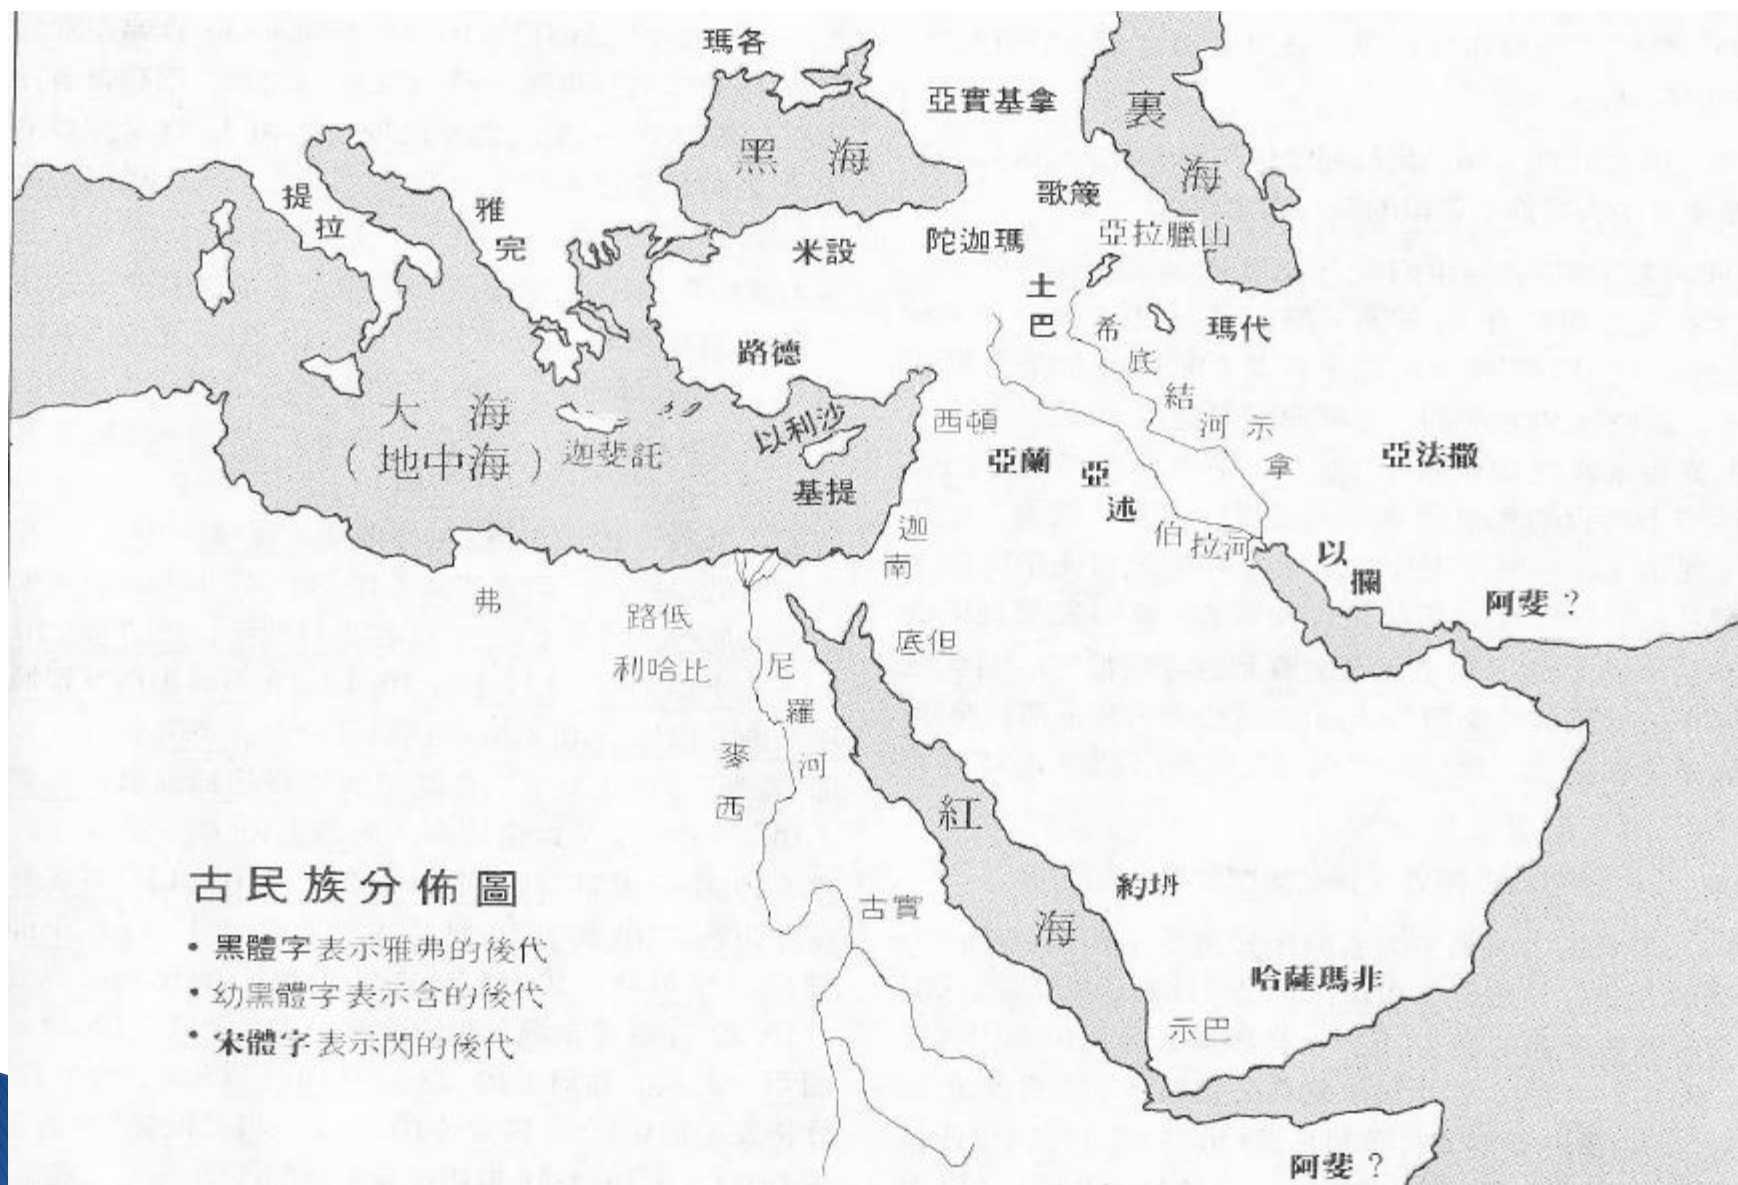 瑪各
亞實基拿
裏海
黑海
提拉
雅完
歌篾
亞拉臘山
陀迦瑪
米設
土巴
瑪代
希底結河
路德
示拿
大海
(地中海)
迦斐託
以利沙
基提
西頓
亞蘭
亞述
亞法撒
伯拉河
迦南
以攔
阿斐?
弗
路低
利哈比
底但
尼羅河
麥西
紅海
古實
約坍
哈薩瑪非
示巴
阿斐?
古民族分佈圖
• 黑體字表示雅弗的後代
• 幼黑體字表示含的後代
• 宋體字表示閃的後代